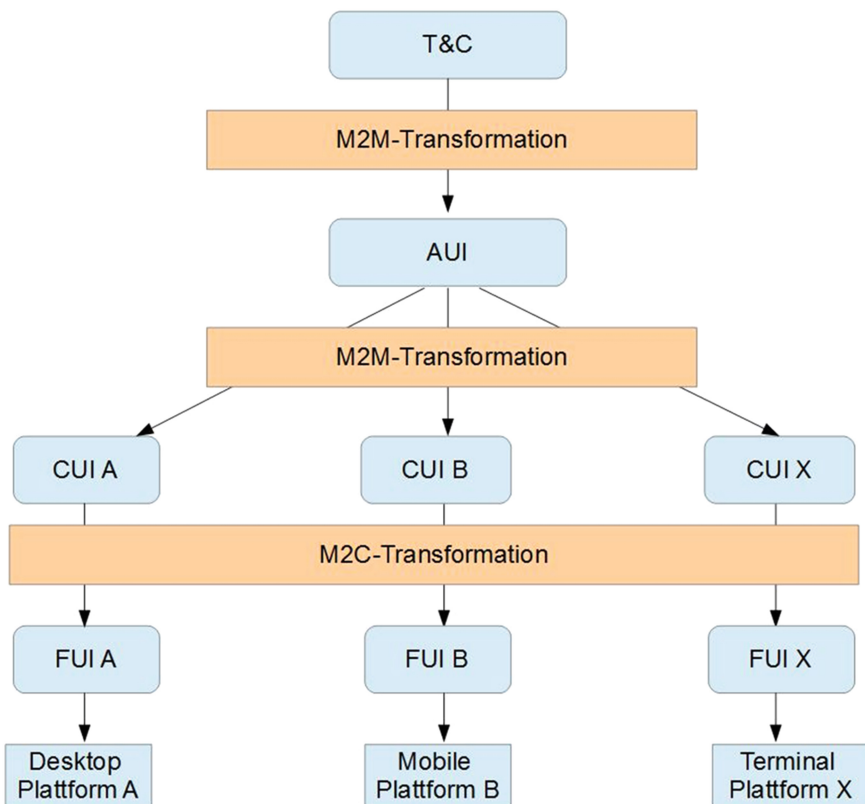 T&C
M2M-Transformation
AUI
M2M-Transformation
CUI A
CUI B
CUI X
M2C-Transformation
FUI A
FUI B
FUI X
Desktop
Plattform A
Mobile
Plattform B
Terminal
Plattform X